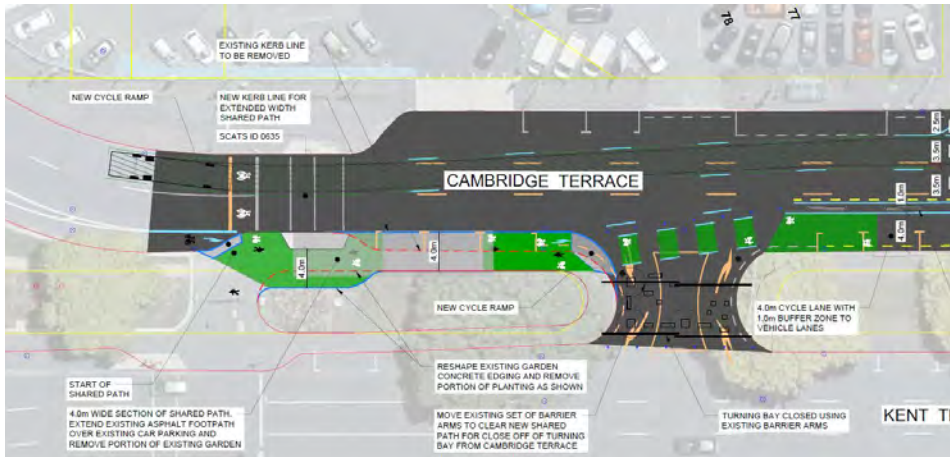 78
77
EXISTING KERB LINE
TO BE REMOVED
NEW CYCLE RAMP
NEW KERB LINE FOR
EXTENDED WIDTH
SHARED PATH
SCATS ID 0635
CAMBRIDGE TERRACE
2.5m
3.5m
3.5m
1.0m
4.0m
4.0m
4.0m
NEW CYCLE RAMP
4.0m CYCLE LANE WITH
1.0m BUFFER ZONE TO
VEHICLE LANES
START OF
SHARED PATH
4.0m WIDE SECTION OF SHARED PATH.
EXTEND EXISTING ASPHALT FOOTPATH
OVER EXISTING CAR PARKING AND
REMOVE PORTION OF EXISTING GARDEN
RESHAPE EXISTING GARDEN
CONCRETE EDGING AND REMOVE
PORTION OF PLANTING AS SHOWN
MOVE EXISTING SET OF BARRIER
ARMS TO CLEAR NEW SHARED
PATH FOR CLOSE OFF OF TURNING
BAY FROM CAMBRIDGE TERRACE
TURNING BAY CLOSED USING
EXISTING BARRIER ARMS
KENT T